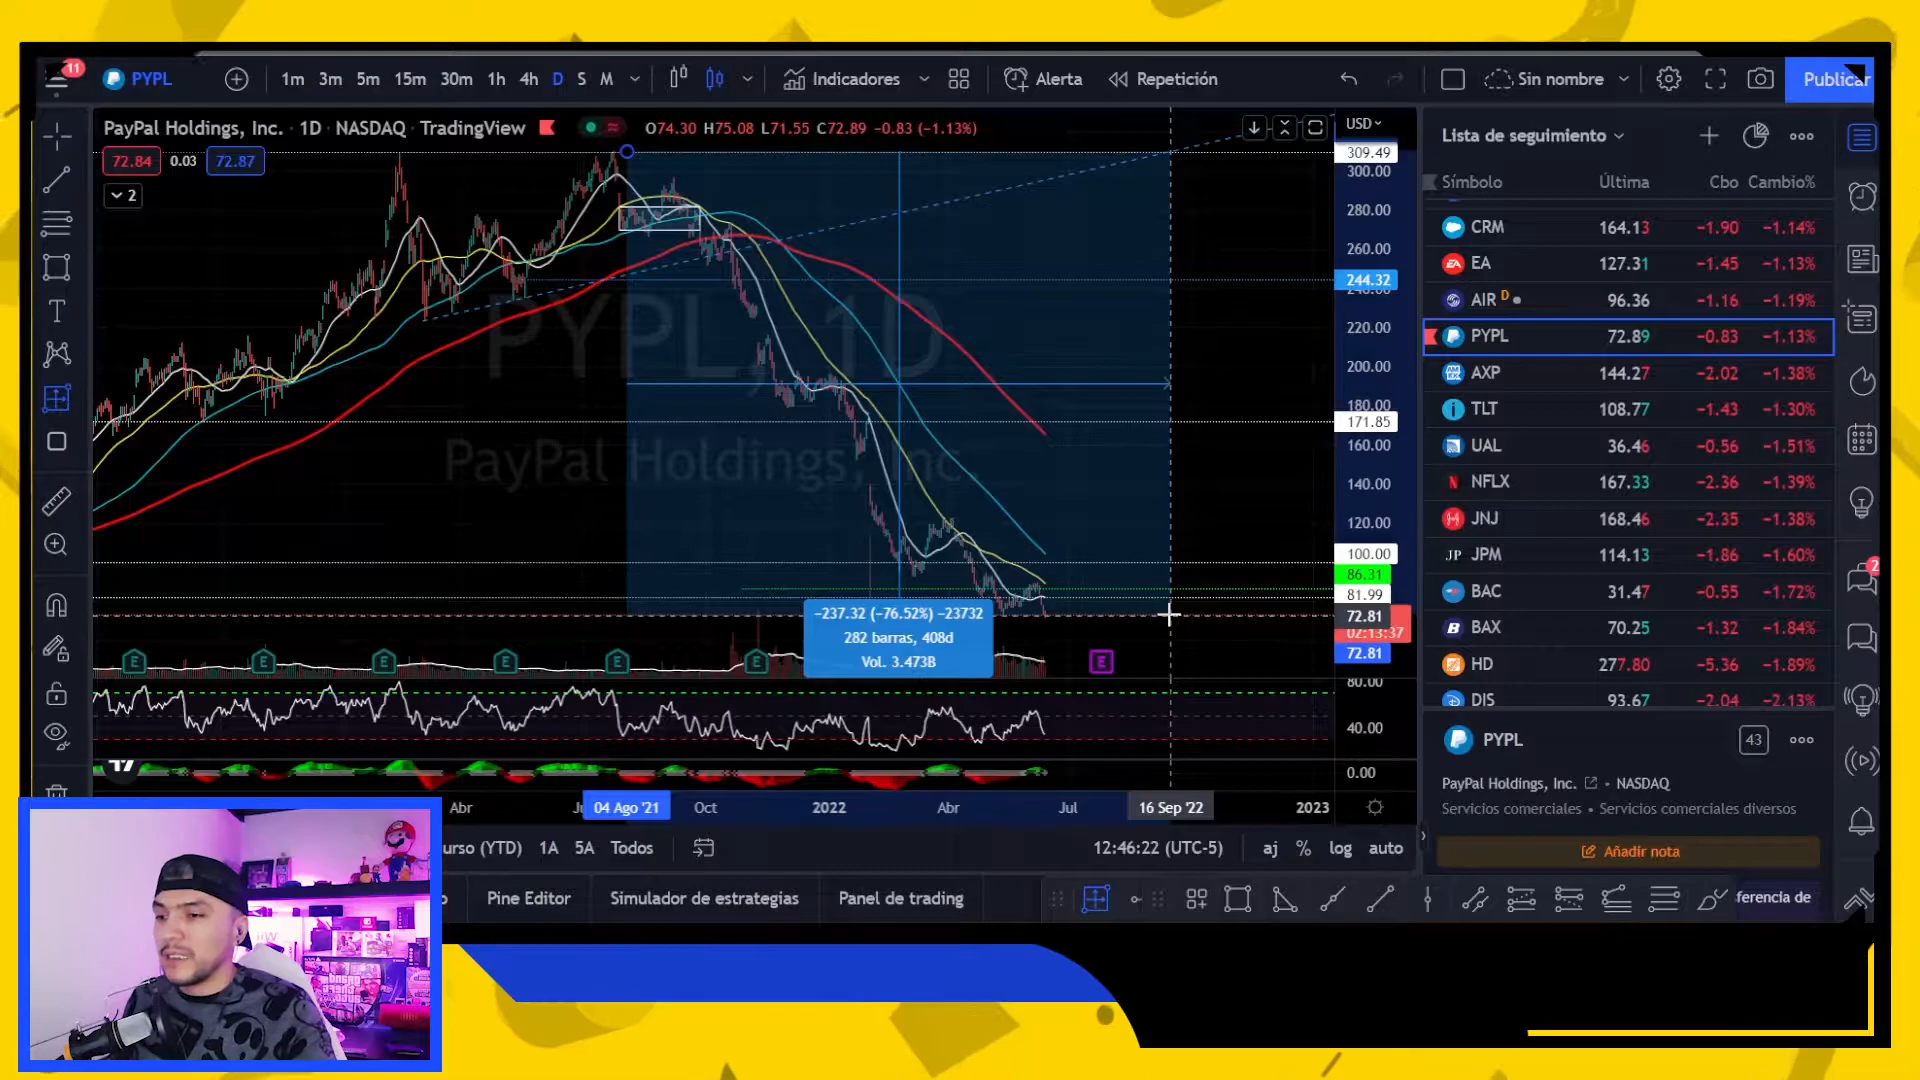 11
PYPL
1m 3m 5m 15m 30m 1h 4h D S M
Indicadores
Alerta
Repetición
Sin nombre
Publicar
PayPal Holdings, Inc. · 1D · NASDAQ · TradingView
O74.30 H75.08 L71.55 C72.89 −0.83 (−1.13%)
72.84 0.03 72.87
2
USD
309.49
300.00
280.00
260.00
244.32
220.00
200.00
180.00
171.85
160.00
140.00
120.00
100.00
86.31
81.99
72.81
02:13:37
72.81
80.00
40.00
0.00
PYPL, 1D
PayPal Holdings, Inc.
−237.32 (−76.52%) −23732
282 barras, 408d
Vol. 3.473B
E E E E E E E
Abr
04 Ago '21
Oct
2022
Abr
Jul
16 Sep '22
2023
urso (YTD) 1A 5A Todos
12:46:22 (UTC-5)
aj % log auto
Pine Editor
Simulador de estrategias
Panel de trading
ferencia de
Lista de seguimiento
Símbolo Última Cbo Cambio%
CRM 164.13 −1.90 −1.14%
EA 127.31 −1.45 −1.13%
AIR D 96.36 −1.16 −1.19%
PYPL 72.89 −0.83 −1.13%
AXP 144.27 −2.02 −1.38%
TLT 108.77 −1.43 −1.30%
UAL 36.46 −0.56 −1.51%
NFLX 167.33 −2.36 −1.39%
JNJ 168.46 −2.35 −1.38%
JPM 114.13 −1.86 −1.60%
BAC 31.47 −0.55 −1.72%
BAX 70.25 −1.32 −1.84%
HD 277.80 −5.36 −1.89%
DIS 93.67 −2.04 −2.13%
PYPL
43
PayPal Holdings, Inc. • NASDAQ
Servicios comerciales • Servicios comerciales diversos
Añadir nota
2